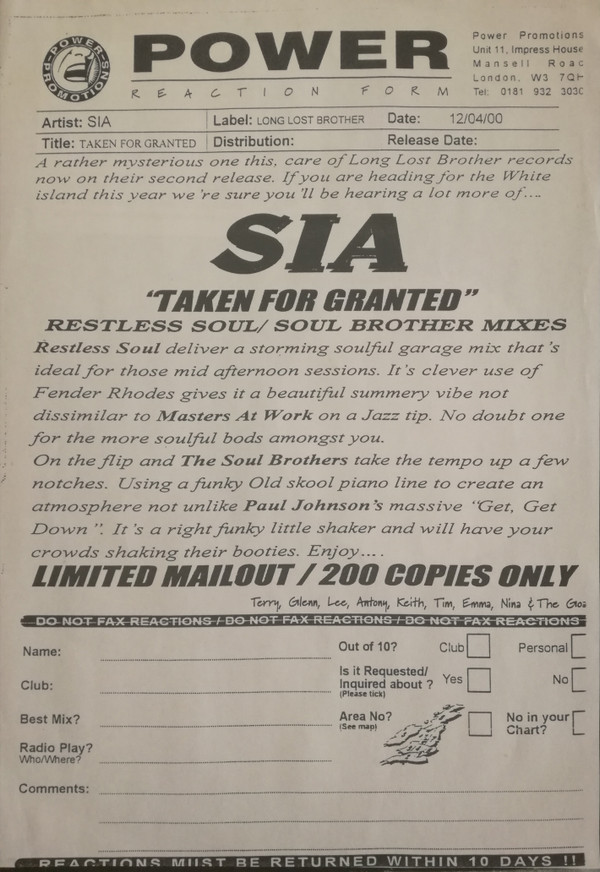 POWER PROMOTIONS
POWER
REACTION FORM
Power Promotions
Unit 11, Impress House
Mansell Road
London, W3 7QH
Tel: 0181 932 3030
Artist: SIA Label: LONG LOST BROTHER Date: 12/04/00
Title: TAKEN FOR GRANTED Distribution: Release Date:
A rather mysterious one this, care of Long Lost Brother records
now on their second release. If you are heading for the White
island this year we're sure you'll be hearing a lot more of....
SIA
"TAKEN FOR GRANTED"
RESTLESS SOUL/ SOUL BROTHER MIXES
Restless Soul deliver a storming soulful garage mix that's
ideal for those mid afternoon sessions. It's clever use of
Fender Rhodes gives it a beautiful summery vibe not
dissimilar to Masters At Work on a Jazz tip. No doubt one
for the more soulful bods amongst you.
On the flip and The Soul Brothers take the tempo up a few
notches. Using a funky Old skool piano line to create an
atmosphere not unlike Paul Johnson's massive "Get, Get
Down". It's a right funky little shaker and will have your
crowds shaking their booties. Enjoy....
LIMITED MAILOUT / 200 COPIES ONLY
Terry, Glenn, Lee, Antony, Keith, Tim, Emma, Nina & The
DO NOT FAX REACTIONS / DO NOT FAX REACTIONS / DO NOT FAX REACTIONS
Name: Out of 10? Club Personal
Club: Is it Requested/ Inquired about ? (Please tick) Yes No
Best Mix? Area No? (See map) No in your Chart?
Radio Play?
Who/Where?
Comments:
REACTIONS MUST BE RETURNED WITHIN 10 DAYS !!